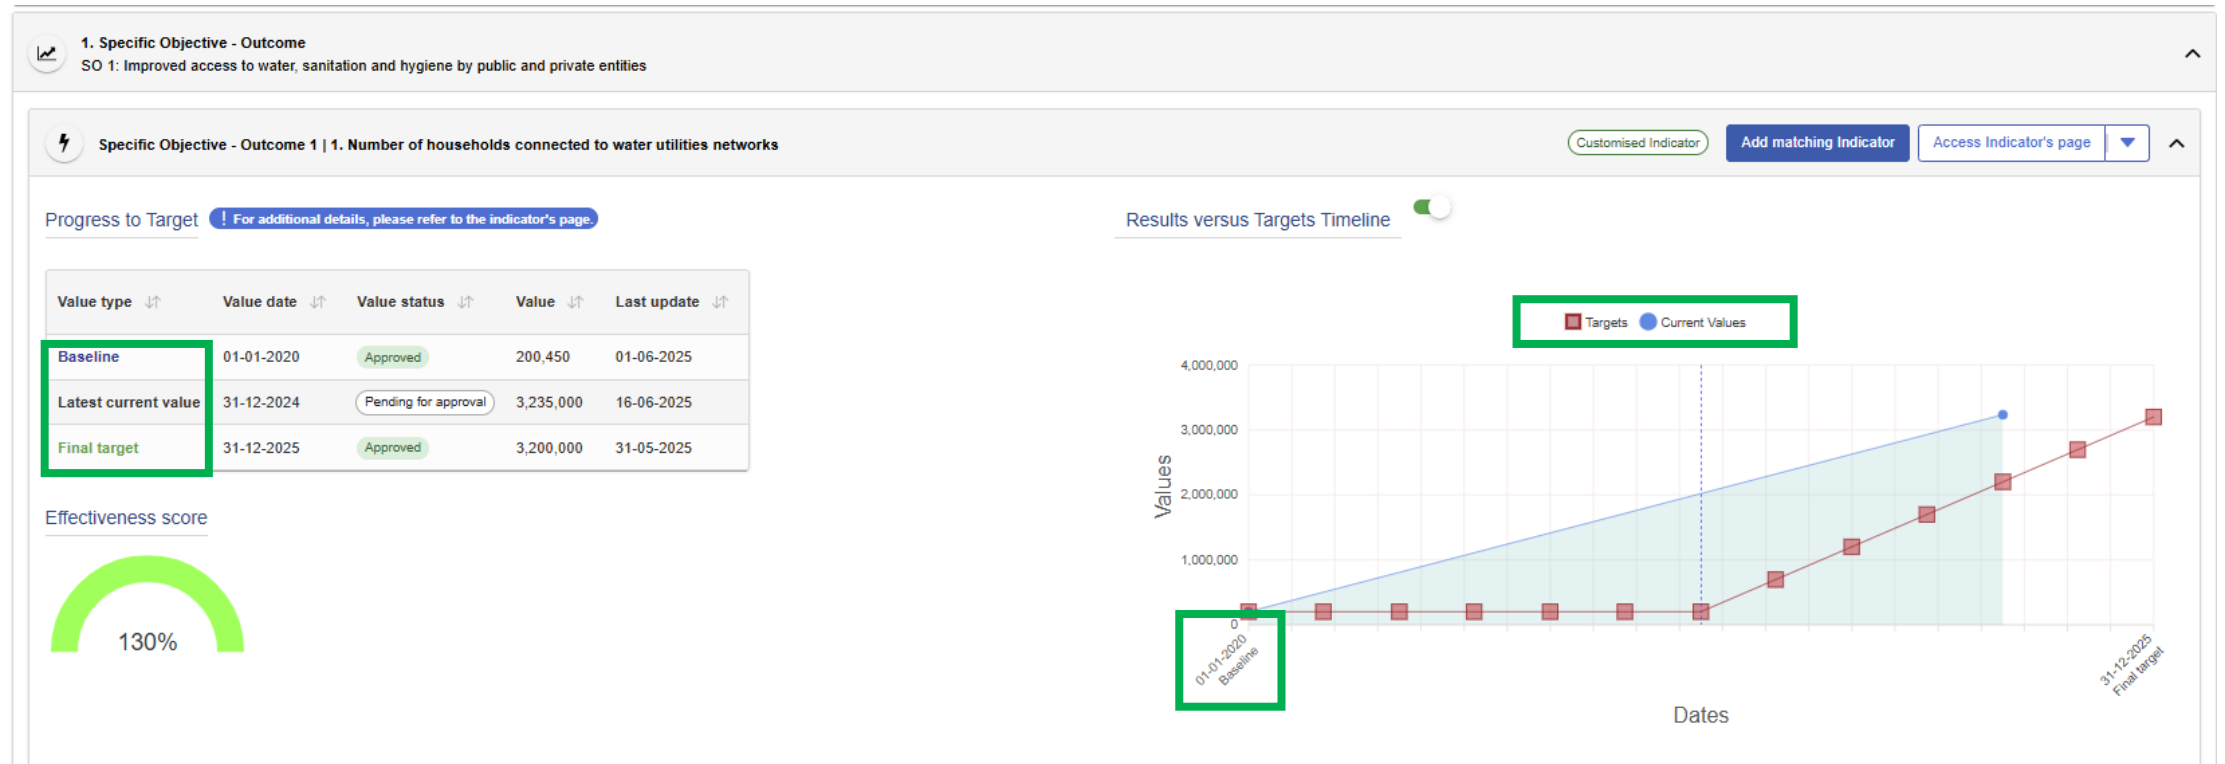 1. Specific Objective - Outcome
SO 1: Improved access to water, sanitation and hygiene by public and private entities
Specific Objective - Outcome 1 | 1. Number of households connected to water utilities networks
Customised Indicator
Add matching Indicator
Access Indicator's page
Progress to Target
! For additional details, please refer to the indicator's page.
Value type Value date Value status Value Last update
Baseline 01-01-2020 Approved 200,450 01-06-2025
Latest current value 31-12-2024 Pending for approval 3,235,000 16-06-2025
Final target 31-12-2025 Approved 3,200,000 31-05-2025
Effectiveness score
130%
Results versus Targets Timeline
Targets Current Values
4,000,000
3,000,000
2,000,000
1,000,000
0
Values
01-01-2020
Baseline
31-12-2025
Final target
Dates